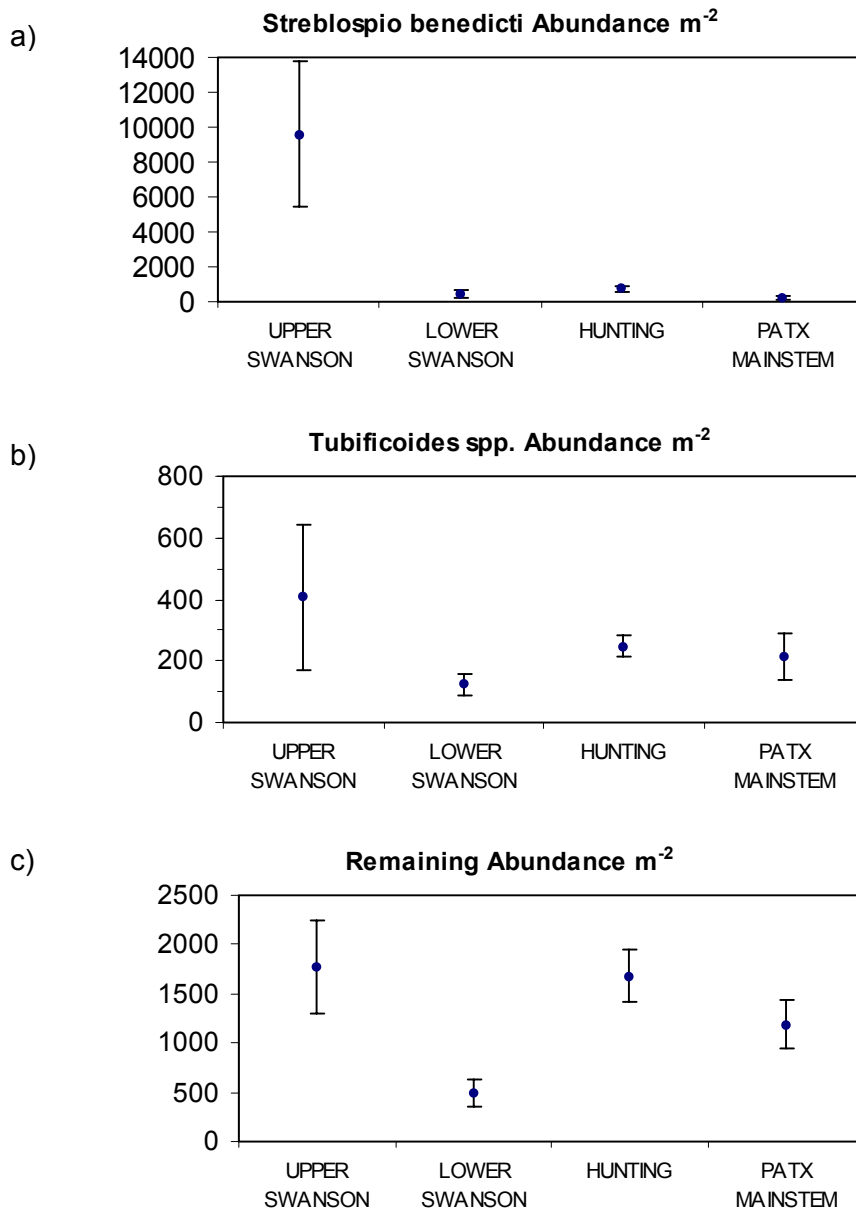 a)
Streblospio benedicti Abundance m-2
14000
12000
10000
8000
6000
4000
2000
0
UPPER SWANSON
LOWER SWANSON
HUNTING
PATX MAINSTEM
b)
Tubificoides spp. Abundance m-2
800
600
400
200
0
UPPER SWANSON
LOWER SWANSON
HUNTING
PATX MAINSTEM
c)
Remaining Abundance m-2
2500
2000
1500
1000
500
0
UPPER SWANSON
LOWER SWANSON
HUNTING
PATX MAINSTEM